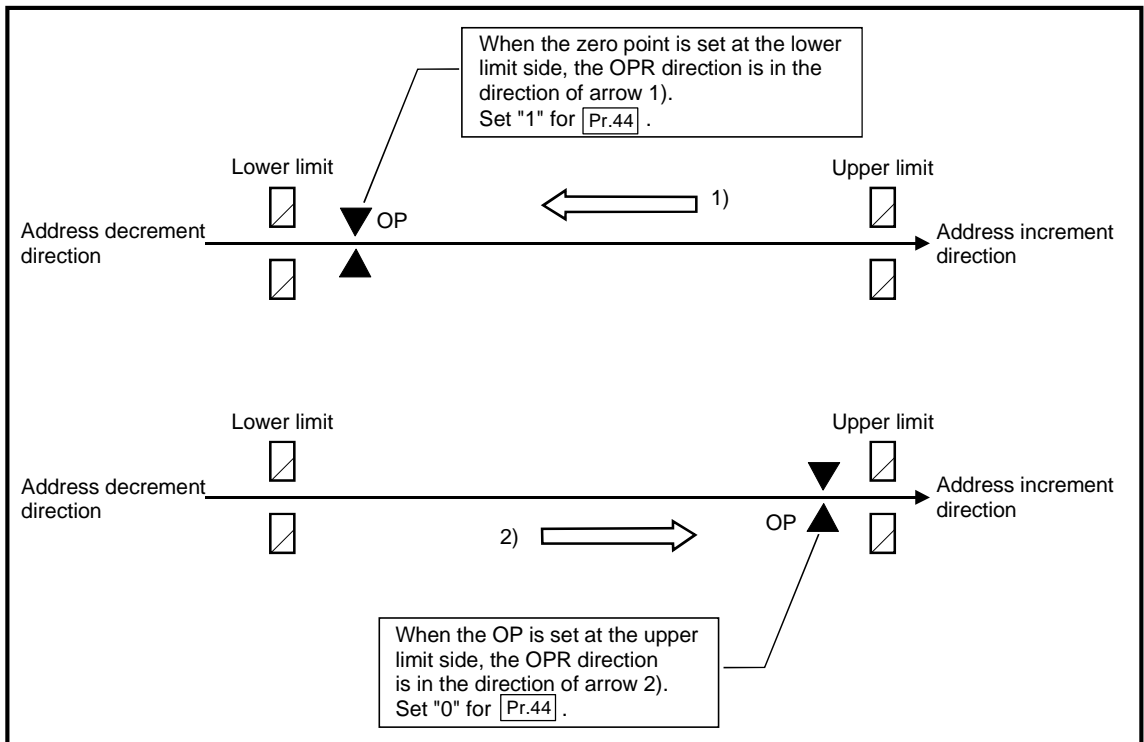 When the zero point is set at the lower
limit side, the OPR direction is in the
direction of arrow 1).
Set "1" for Pr.44 .
Lower limit
Upper limit
1)
OP
Address decrement
direction
Address increment
direction
Lower limit
Upper limit
Address decrement
direction
Address increment
direction
2)
OP
When the OP is set at the upper
limit side, the OPR direction
is in the direction of arrow 2).
Set "0" for Pr.44 .